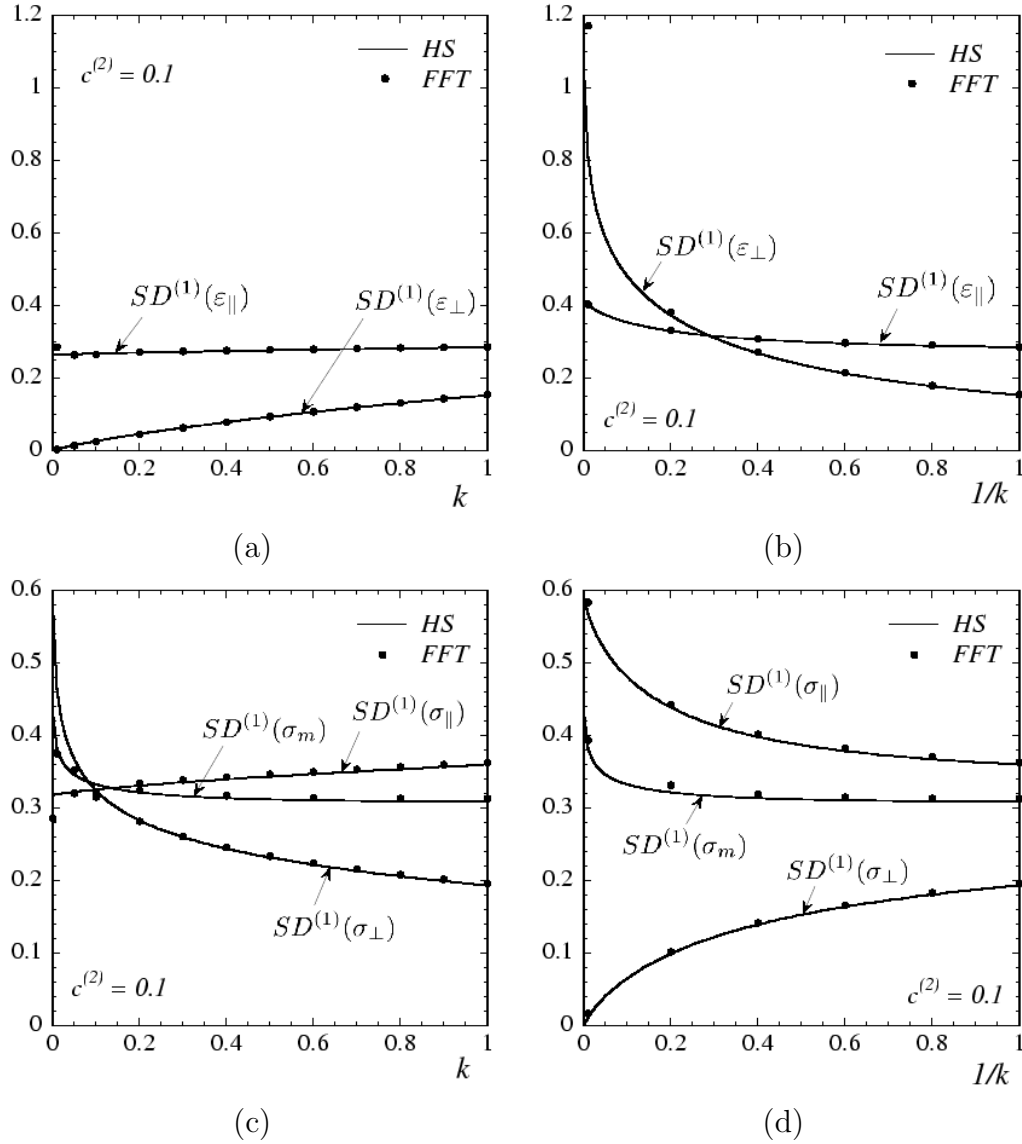 1.2
1
0.8
0.6
0.4
0.2
0
0.2
0.4
0.6
0.8
1
k
HS
FFT
c^{(2)} = 0.1
SD^{(1)}(ε_∥)
SD^{(1)}(ε_⊥)
(a)
1.2
1
0.8
0.6
0.4
0.2
0
0
0.2
0.4
0.6
0.8
1
1/k
HS
FFT
SD^{(1)}(ε_⊥)
SD^{(1)}(ε_∥)
c^{(2)} = 0.1
(b)
0.6
0.5
0.4
0.3
0.2
0.1
0
0
0.2
0.4
0.6
0.8
1
k
HS
FFT
SD^{(1)}(σ_m)
SD^{(1)}(σ_∥)
SD^{(1)}(σ_⊥)
c^{(2)} = 0.1
(c)
0.6
0.5
0.4
0.3
0.2
0.1
0
0
0.2
0.4
0.6
0.8
1
1/k
HS
FFT
SD^{(1)}(σ_∥)
SD^{(1)}(σ_m)
SD^{(1)}(σ_⊥)
c^{(2)} = 0.1
(d)